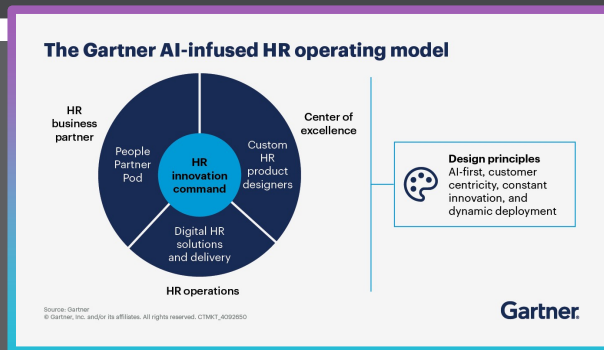 The Gartner AI-infused HR operating model
HR
business
partner
Center of
excellence
People
Partner
Pod
HR
innovation
command
Custom
HR
product
designers
Digital HR
solutions
and delivery
HR operations
Design principles
AI-first, customer
centricity, constant
innovation, and
dynamic deployment
Source: Gartner
© Gartner, Inc. and/or its affiliates. All rights reserved. CTMKT_4092650
Gartner.